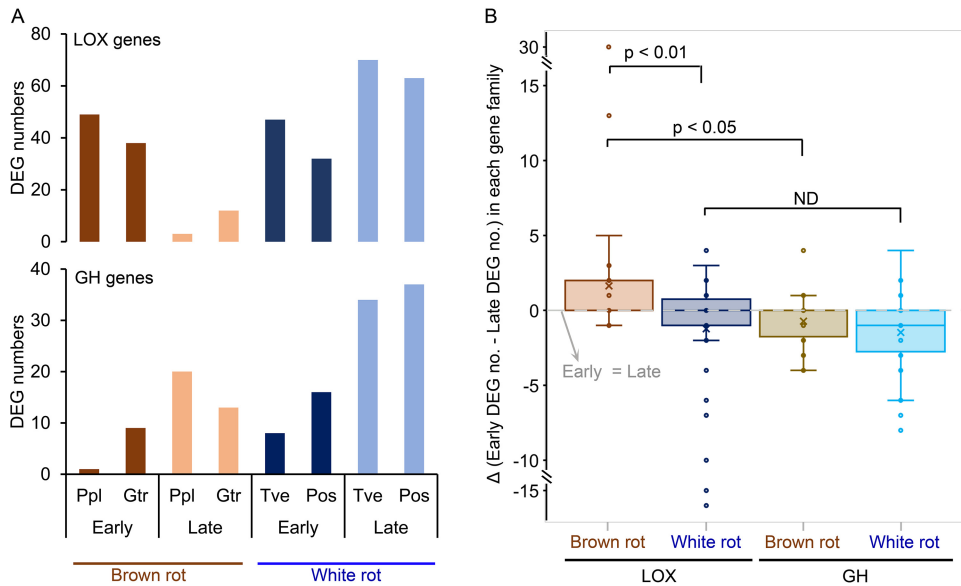 A
LOX genes
DEG numbers
80
60
40
20
0
GH genes
DEG numbers
40
30
20
10
0
Ppl Gtr Ppl Gtr Tve Pos Tve Pos
Early Late Early Late
Brown rot White rot
B
Δ (Early DEG no. - Late DEG no.) in each gene family
30
15
10
5
0
-5
-10
-15
p < 0.01
p < 0.05
ND
Early = Late
Brown rot White rot Brown rot White rot
LOX GH